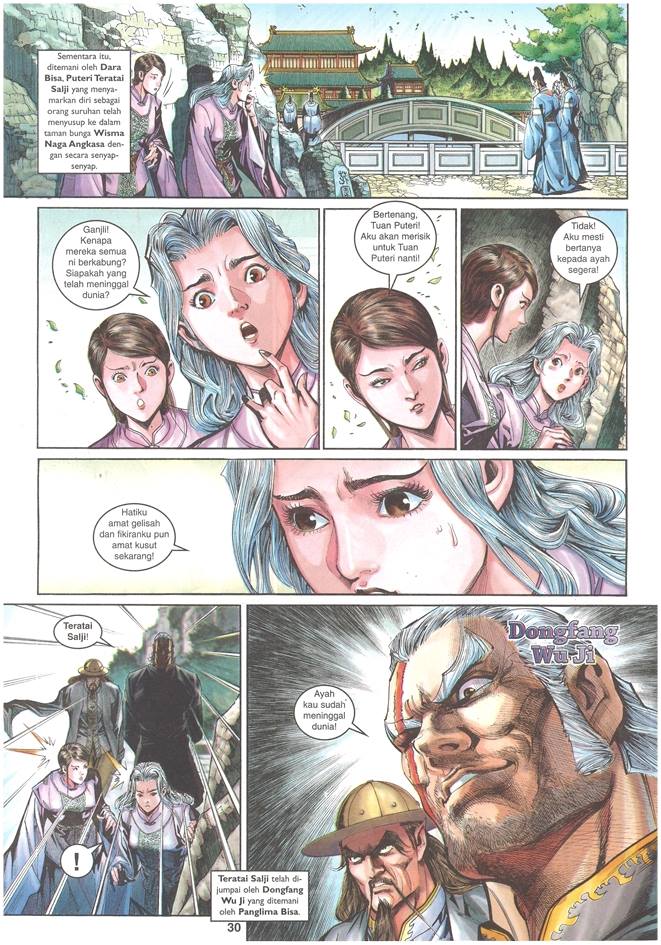 Sementara itu,
ditemani oleh Dara
Bisa, Puteri Teratai
Salji yang menya-
markan diri sebagai
orang suruhan telah
menyusup ke dalam
taman bunga Wisma
Naga Angkasa de-
ngan secara senyap-
senyap.
Ganjil!
Kenapa
mereka semua
ni berkabung?
Siapakah yang
telah meninggal
dunia?
Bertenang,
Tuan Puteri!
Aku akan merisik
untuk Tuan
Puteri nanti!
Tidak!
Aku mesti
bertanya
kepada ayah
segera!
Hatiku
amat gelisah
dan fikiranku pun
amat kusut
sekarang!
Teratai
Salji!
!
Dongfang
Wu Ji
Ayah
kau sudah
meninggal
dunia!
Teratai Salji telah di-
jumpai oleh Dongfang
Wu Ji yang ditemani
oleh Panglima Bisa.
30